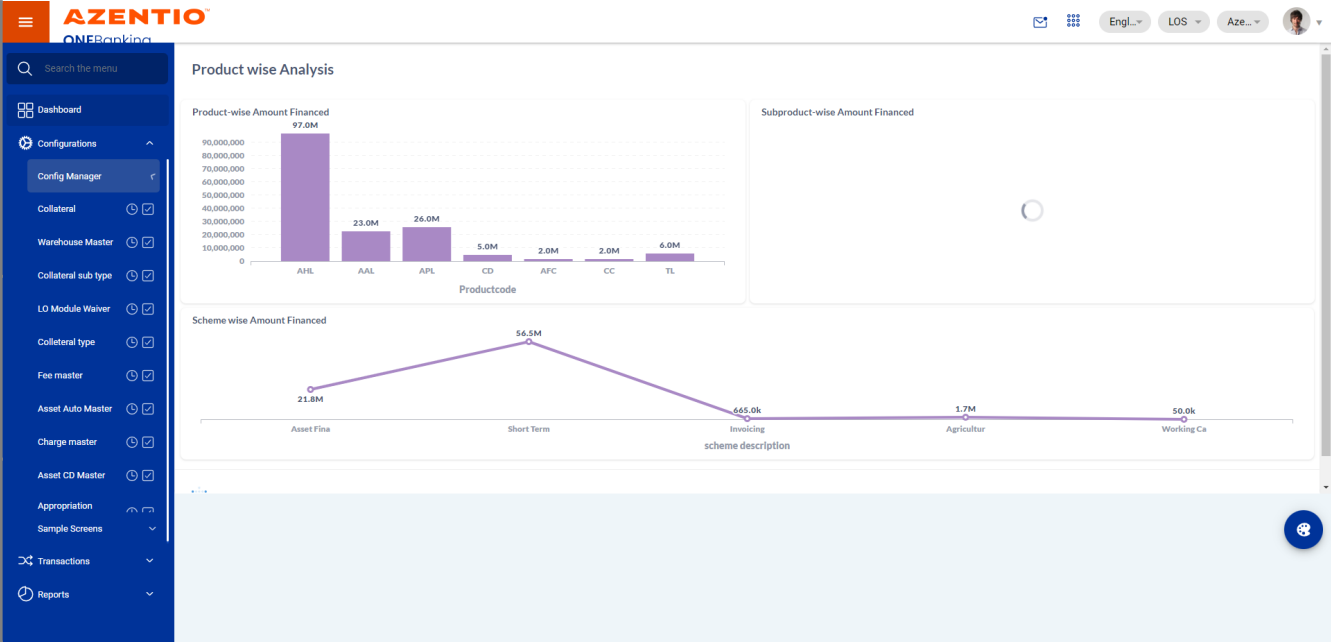 AZENTIO
ONEBanking
Engl...
LOS
Aze...
Search the menu
Dashboard
Configurations
Config Manager
Collateral
Warehouse Master
Collateral sub type
LO Module Waiver
Colleteral type
Fee master
Asset Auto Master
Charge master
Asset CD Master
Appropriation
Sample Screens
Transactions
Reports
Product wise Analysis
Product-wise Amount Financed
97.0M
90,000,000
80,000,000
70,000,000
60,000,000
50,000,000
40,000,000
30,000,000
20,000,000
10,000,000
0
23.0M
26.0M
5.0M
2.0M
2.0M
6.0M
AHL AAL APL CD AFC CC TL
Productcode
Subproduct-wise Amount Financed
Scheme wise Amount Financed
56.5M
21.8M
665.0k
1.7M
50.0k
Asset Fina Short Term Invoicing Agricultur Working Ca
scheme description